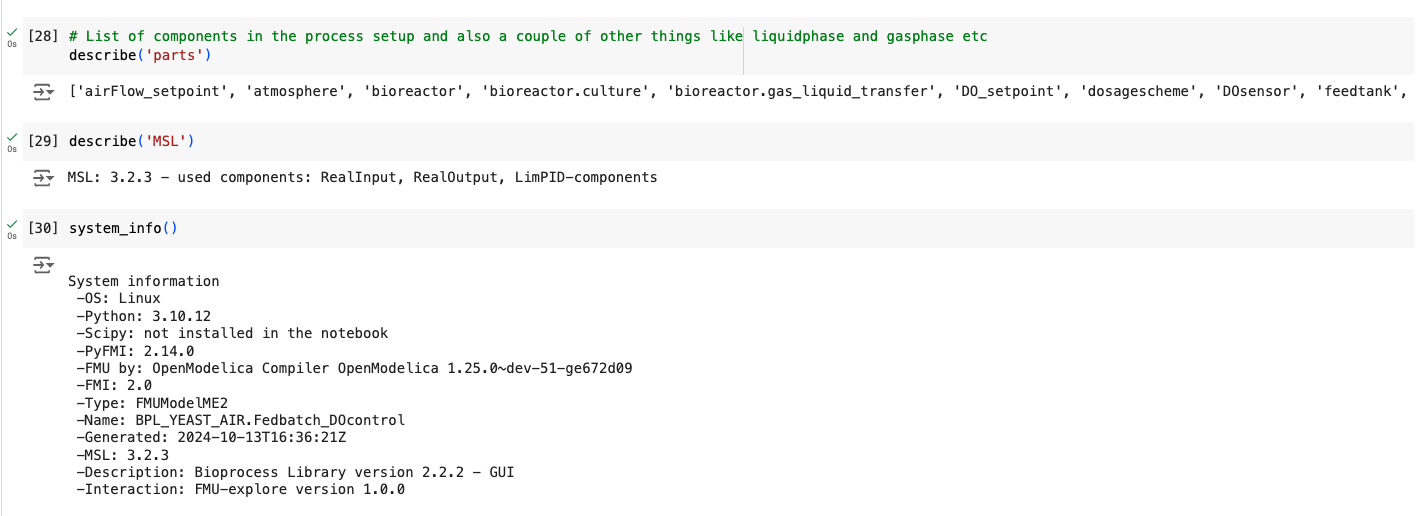 [28] # List of components in the process setup and also a couple of other things like liquidphase and gasphase etc
0s
describe('parts')
['airFlow_setpoint', 'atmosphere', 'bioreactor', 'bioreactor.culture', 'bioreactor.gas_liquid_transfer', 'DO_setpoint', 'dosagescheme', 'DOsensor', 'feedtank',
[29] describe('MSL')
0s
MSL: 3.2.3 – used components: RealInput, RealOutput, LimPID-components
[30] system_info()
0s
System information
–OS: Linux
–Python: 3.10.12
–Scipy: not installed in the notebook
–PyFMI: 2.14.0
–FMU by: OpenModelica Compiler OpenModelica 1.25.0~dev-51-ge672d09
–FMI: 2.0
–Type: FMUModelME2
–Name: BPL_YEAST_AIR.Fedbatch_DOcontrol
–Generated: 2024-10-13T16:36:21Z
–MSL: 3.2.3
–Description: Bioprocess Library version 2.2.2 – GUI
–Interaction: FMU-explore version 1.0.0